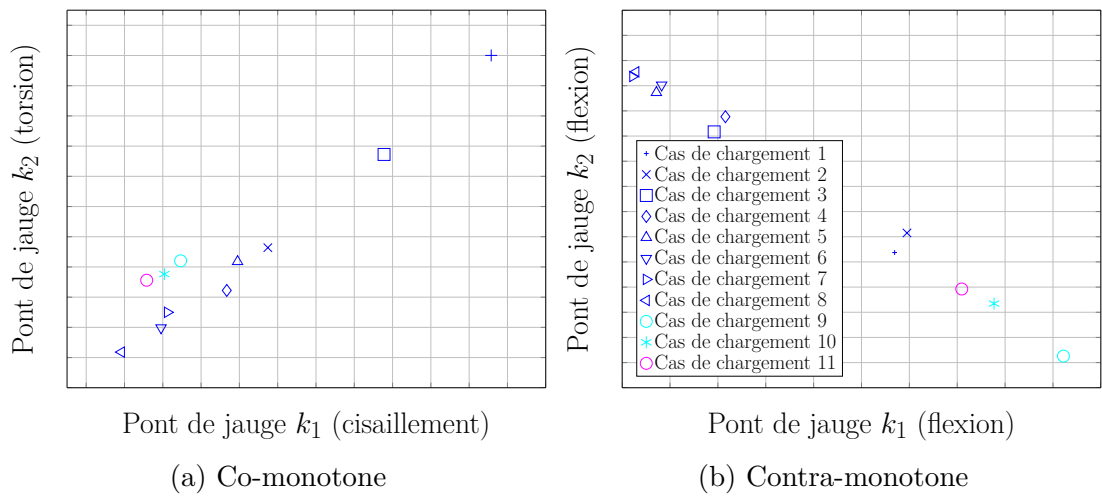 Pont de jauge k₂ (torsion)
Pont de jauge k₁ (cisaillement)
(a) Co-monotone
Pont de jauge k₂ (flexion)
Cas de chargement 1
Cas de chargement 2
Cas de chargement 3
Cas de chargement 4
Cas de chargement 5
Cas de chargement 6
Cas de chargement 7
Cas de chargement 8
Cas de chargement 9
Cas de chargement 10
Cas de chargement 11
Pont de jauge k₁ (flexion)
(b) Contra-monotone